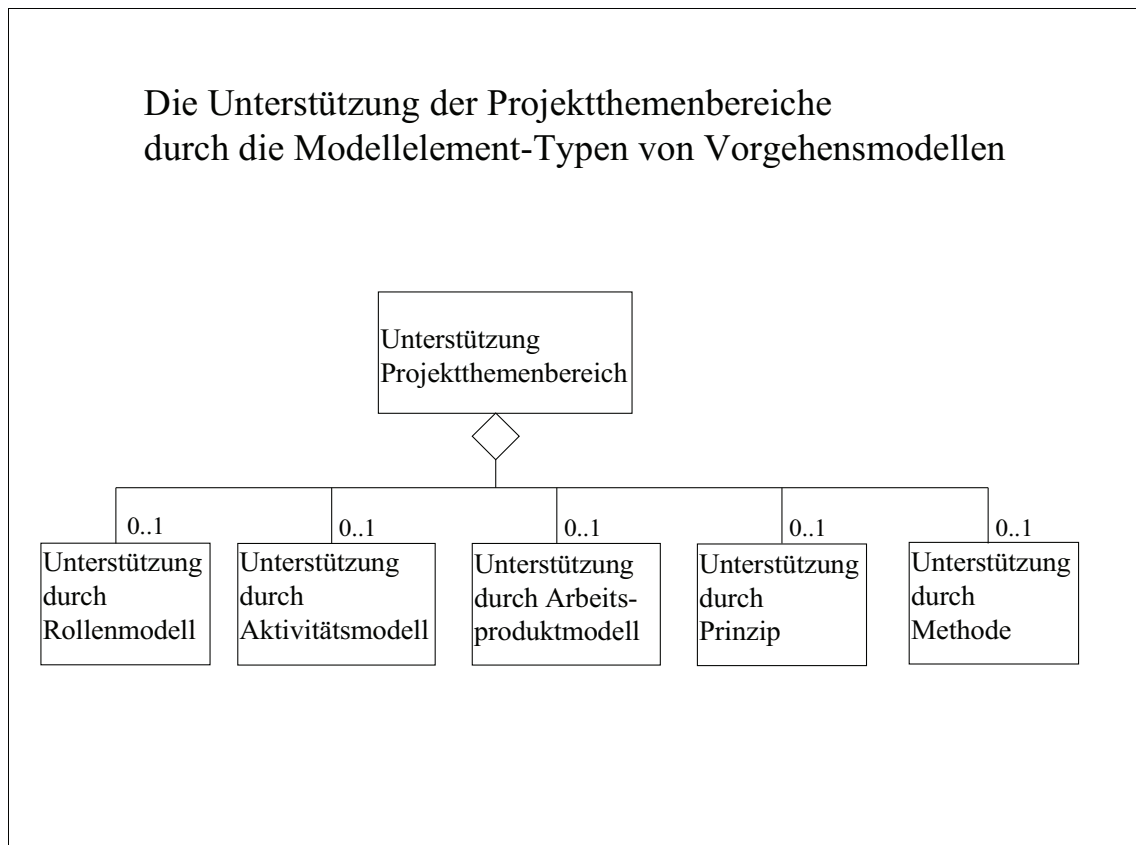 Die Unterstützung der Projektthemenbereiche
durch die Modellelement-Typen von Vorgehensmodellen
Unterstützung
Projektthemenbereich
0..1
0..1
0..1
0..1
0..1
Unterstützung
durch
Rollenmodell
Unterstützung
durch
Aktivitätsmodell
Unterstützung
durch Arbeits-
produktmodell
Unterstützung
durch
Prinzip
Unterstützung
durch
Methode